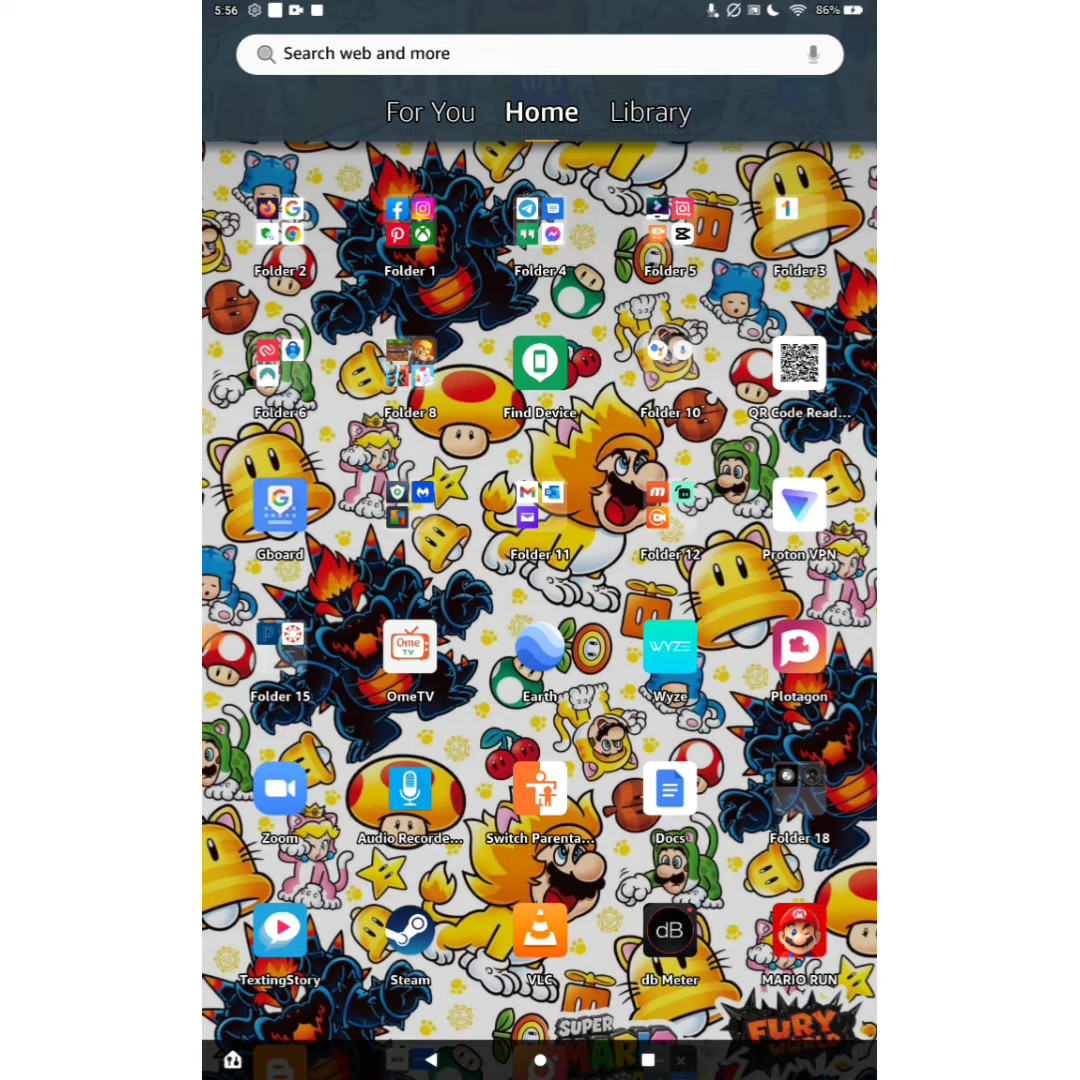 5:56
86%
Search web and more
For You Home Library
Folder 2 Folder 1 Folder 4 Folder 5 Folder 3
Folder 6 Folder 8 Find Device Folder 10 QR Code Read...
Gboard Folder 11 Folder 12 Proton VPN
Ome
TV
WYZE
Folder 15 OmeTV Earth Wyze Plotagon
Zoom Audio Recorde... Switch Parenta... Docs Folder 18
dB
TextingStory Steam VLC db Meter MARIO RUN
SUPER
FURY